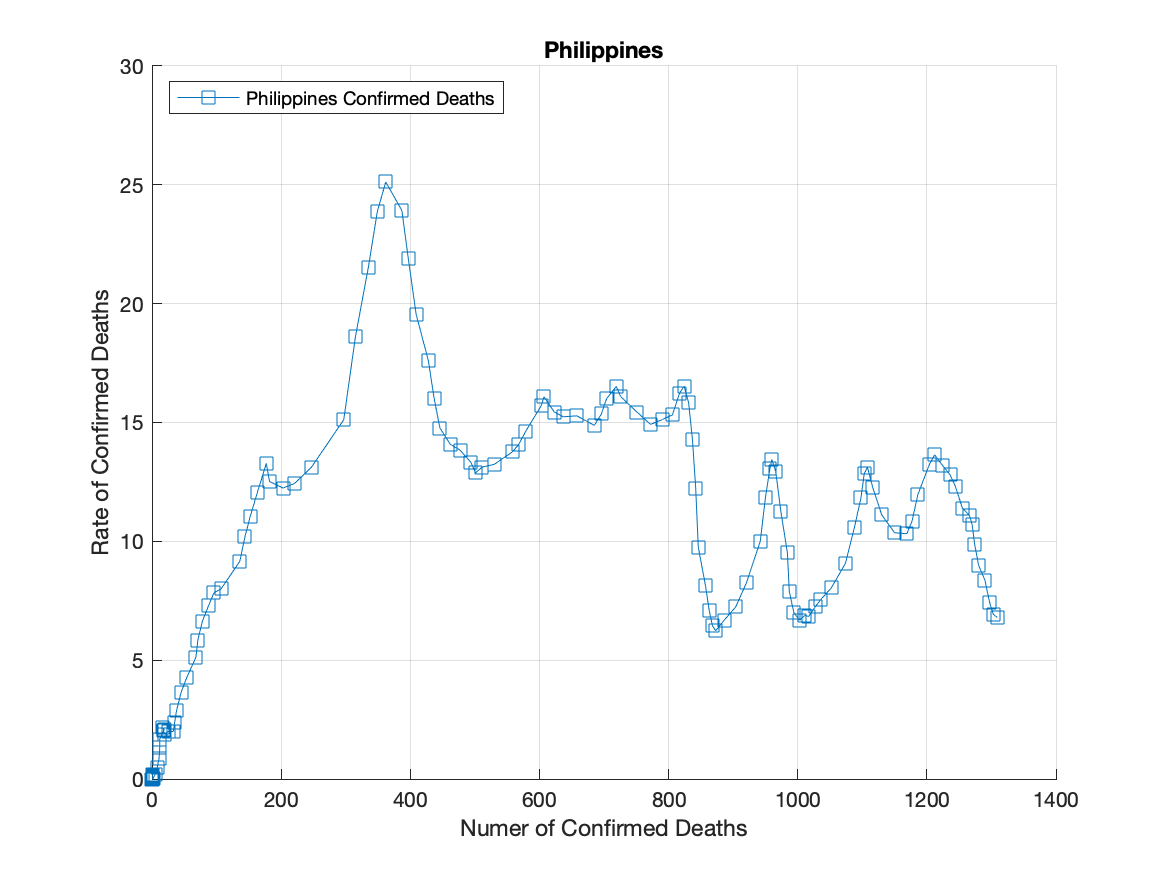 Philippines
30
Philippines Confirmed Deaths
25
20
15
10
5
0
Rate of Confirmed Deaths
0 200 400 600 800 1000 1200 1400
Numer of Confirmed Deaths